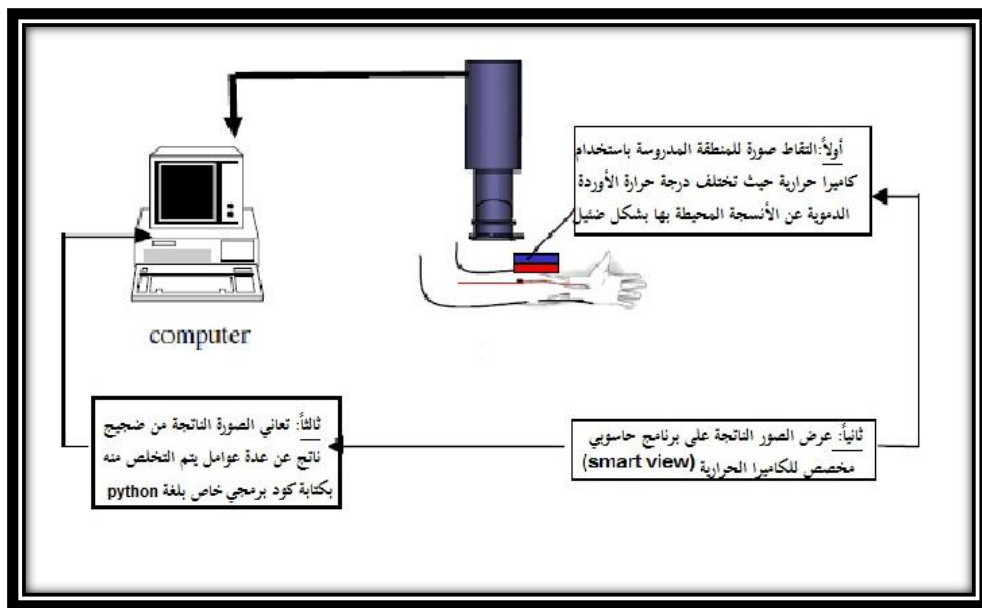 أولاً:التقاط صورة للمنطقة المدروسة باستخدام
كاميرا حرارية حيث تختلف درجة حرارة الأوردة
الدموية عن الأنسجة المحيطة بها بشكل ضئيل
computer
ثانياً: عرض الصور الناتجة على برنامج حاسوبي
مخصص للكاميرا الحرارية (smart view)
ثالثاً: تعاني الصورة الناتجة من ضجيج
ناتج عن عدة عوامل يتم التخلص منه
بكتابة كود برمجي خاص بلغة python